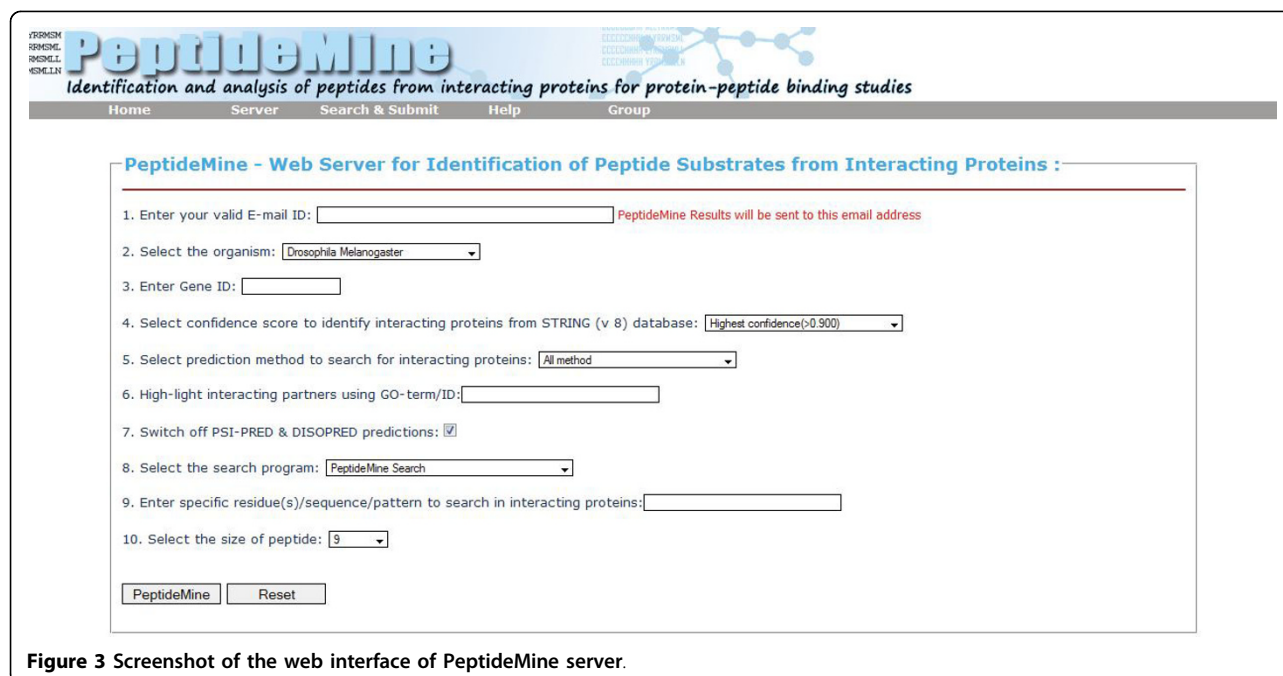 YRRMSM
RRMSML
RMSMLL
MSMLLN
PeptideMine
Identification and analysis of peptides from interacting proteins for protein-peptide binding studies
Home Server Search & Submit Help Group
PeptideMine - Web Server for Identification of Peptide Substrates from Interacting Proteins :
1. Enter your valid E-mail ID: PeptideMine Results will be sent to this email address
2. Select the organism: Drosophila Melanogaster
3. Enter Gene ID:
4. Select confidence score to identify interacting proteins from STRING (v 8) database: Highest confidence(>0.900)
5. Select prediction method to search for interacting proteins: All method
6. High-light interacting partners using GO-term/ID:
7. Switch off PSI-PRED & DISOPRED predictions:
8. Select the search program: PeptideMine Search
9. Enter specific residue(s)/sequence/pattern to search in interacting proteins:
10. Select the size of peptide: 9
PeptideMine Reset
Figure 3 Screenshot of the web interface of PeptideMine server.